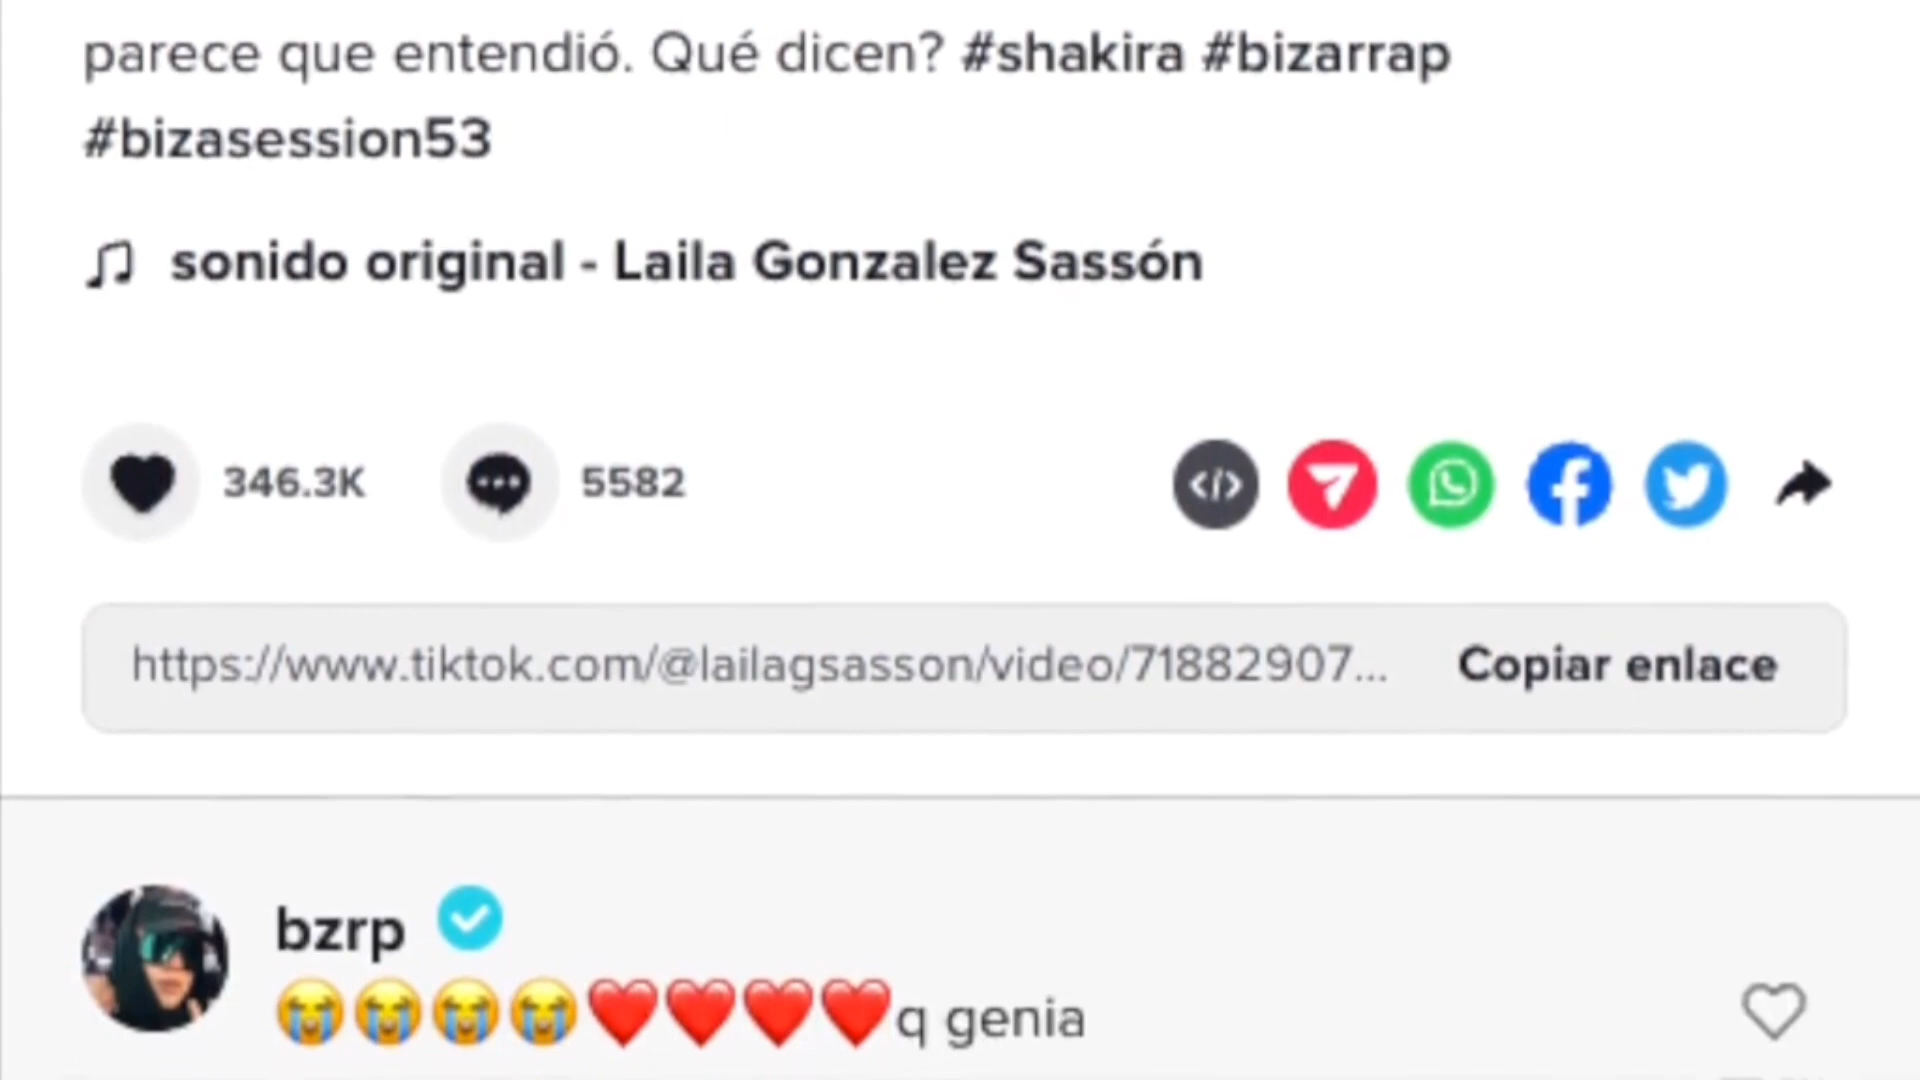 parece que entendió. Qué dicen? #shakira #bizarrap
#bizasession53
sonido original - Laila Gonzalez Sassón
346.3K 5582
https://www.tiktok.com/@lailagsasson/video/71882907... Copiar enlace
bzrp
😭😭😭😭❤️❤️❤️❤️q genia